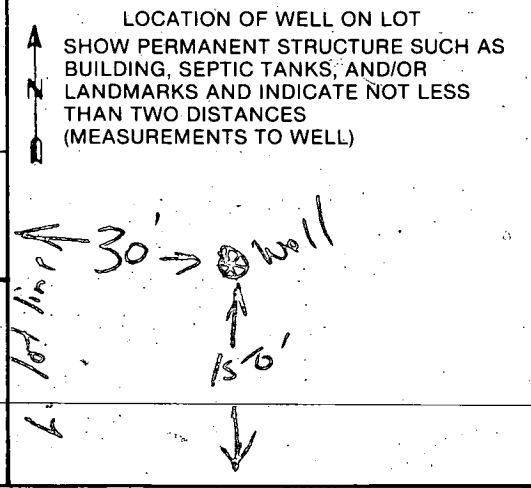 LOCATION OF WELL ON LOT
SHOW PERMANENT STRUCTURE SUCH AS
BUILDING, SEPTIC TANKS, AND/OR
N LANDMARKS AND INDICATE NOT LESS
THAN TWO DISTANCES
(MEASUREMENTS TO WELL)
30' Well
lot line
150'